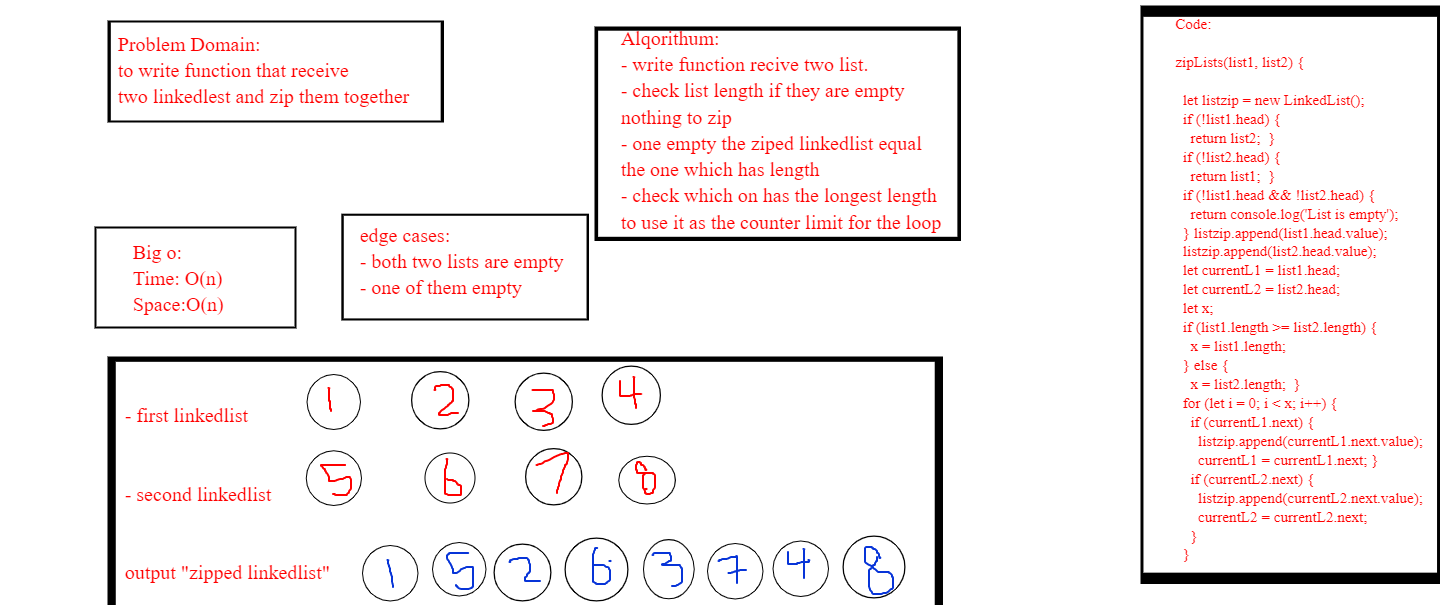 Problem Domain:
to write function that receive
two linkedlest and zip them together
Alqorithum:
- write function recive two list.
- check list length if they are empty
nothing to zip
- one empty the ziped linkedlist equal
the one which has length
- check which on has the longest length
to use it as the counter limit for the loop
Big o:
Time: O(n)
Space:O(n)
edge cases:
- both two lists are empty
- one of them empty
- first linkedlist 1 2 3 4
- second linkedlist 5 6 7 8
output "zipped linkedlist" 1 5 2 6 3 7 4 8
Code:
zipLists(list1, list2) {
let listzip = new LinkedList();
if (!list1.head) {
return list2; }
if (!list2.head) {
return list1; }
if (!list1.head && !list2.head) {
return console.log('List is empty');
} listzip.append(list1.head.value);
listzip.append(list2.head.value);
let currentL1 = list1.head;
let currentL2 = list2.head;
let x;
if (list1.length >= list2.length) {
x = list1.length;
} else {
x = list2.length; }
for (let i = 0; i < x; i++) {
if (currentL1.next) {
listzip.append(currentL1.next.value);
currentL1 = currentL1.next; }
if (currentL2.next) {
listzip.append(currentL2.next.value);
currentL2 = currentL2.next;
}
}